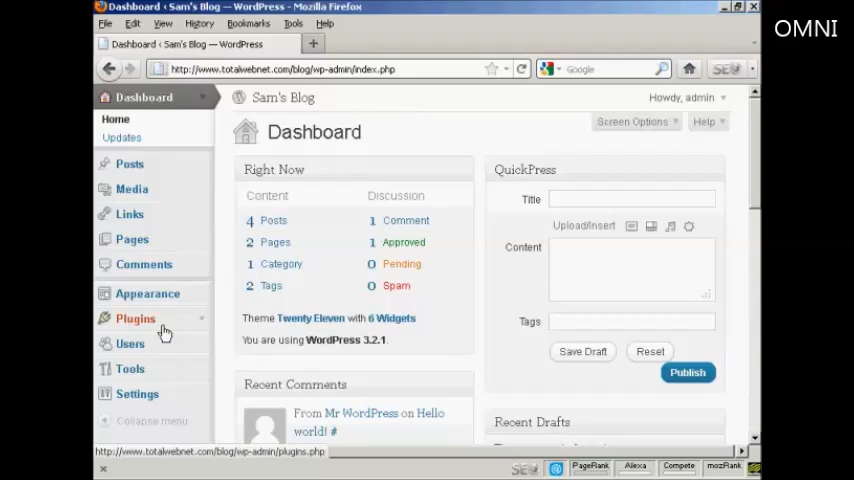 Dashboard ‹ Sam's Blog — WordPress - Mozilla Firefox
OMNI
File Edit View History Bookmarks Tools Help
Dashboard ‹ Sam's Blog — WordPress
http://www.totalwebnet.com/blog/wp-admin/index.php
Google
SEO
Dashboard
Sam's Blog
Howdy, admin
Home
Updates
Dashboard
Screen Options
Help
Posts
Media
Links
Pages
Comments
Appearance
Plugins
Users
Tools
Settings
Collapse menu
Right Now
Content Discussion
4 Posts 1 Comment
2 Pages 1 Approved
1 Category 0 Pending
2 Tags 0 Spam
Theme Twenty Eleven with 6 Widgets
You are using WordPress 3.2.1.
Recent Comments
From Mr WordPress on Hello
world! #
QuickPress
Title
Upload/Insert
Content
Tags
Save Draft Reset
Publish
Recent Drafts
http://www.totalwebnet.com/blog/wp-admin/plugins.php
SEO PageRank Alexa Compete mozRank